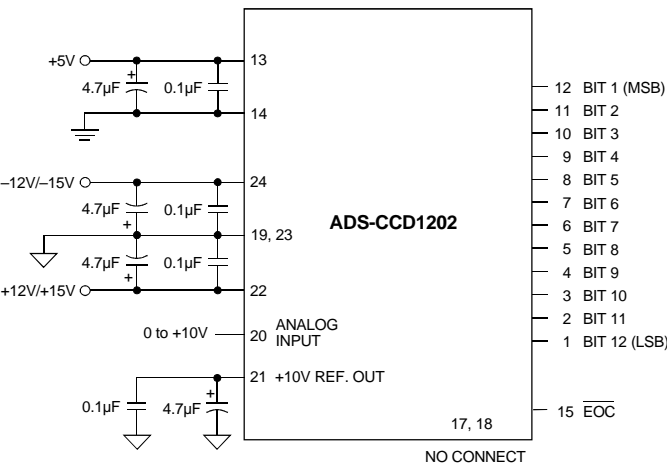 +5V
13
+
4.7µF
0.1µF
14
–12V/–15V
24
4.7µF
0.1µF
+
19, 23
4.7µF
0.1µF
+
+12V/+15V
22
0 to +10V
20 ANALOG
INPUT
21 +10V REF. OUT
+
0.1µF
4.7µF
ADS-CCD1202
12 BIT 1 (MSB)
11 BIT 2
10 BIT 3
9 BIT 4
8 BIT 5
7 BIT 6
6 BIT 7
5 BIT 8
4 BIT 9
3 BIT 10
2 BIT 11
1 BIT 12 (LSB)
15 EOC
17, 18
NO CONNECT